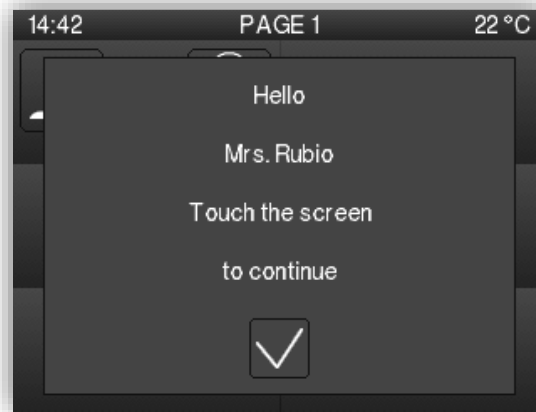 14:42 PAGE 1 22 °C
Hello
Mrs. Rubio
Touch the screen
to continue